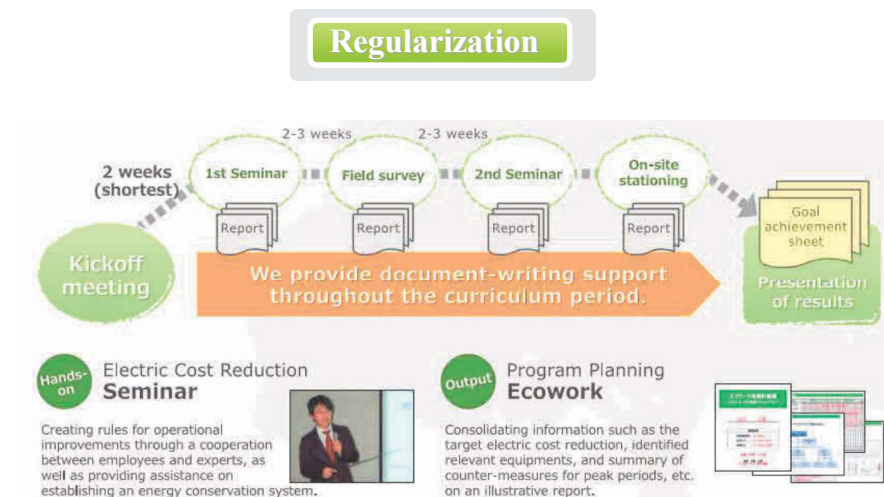 Regularization
2-3 weeks
2-3 weeks
2 weeks
(shortest)
1st Seminar
Field survey
2nd Seminar
On-site
stationing
Report
Report
Report
Report
Goal
achievement
sheet
Kickoff
meeting
We provide document-writing support
throughout the curriculum period.
Presentation
of results
Hands-
on
Electric Cost Reduction
Seminar
Creating rules for operational
improvements through a cooperation
between employees and experts, as
well as providing assistance on
establishing an energy conservation system.
Output
Program Planning
Ecowork
Consolidating information such as the
target electric cost reduction, identified
relevant equipments, and summary of
counter-measures for peak periods, etc.
on an illustrative report.